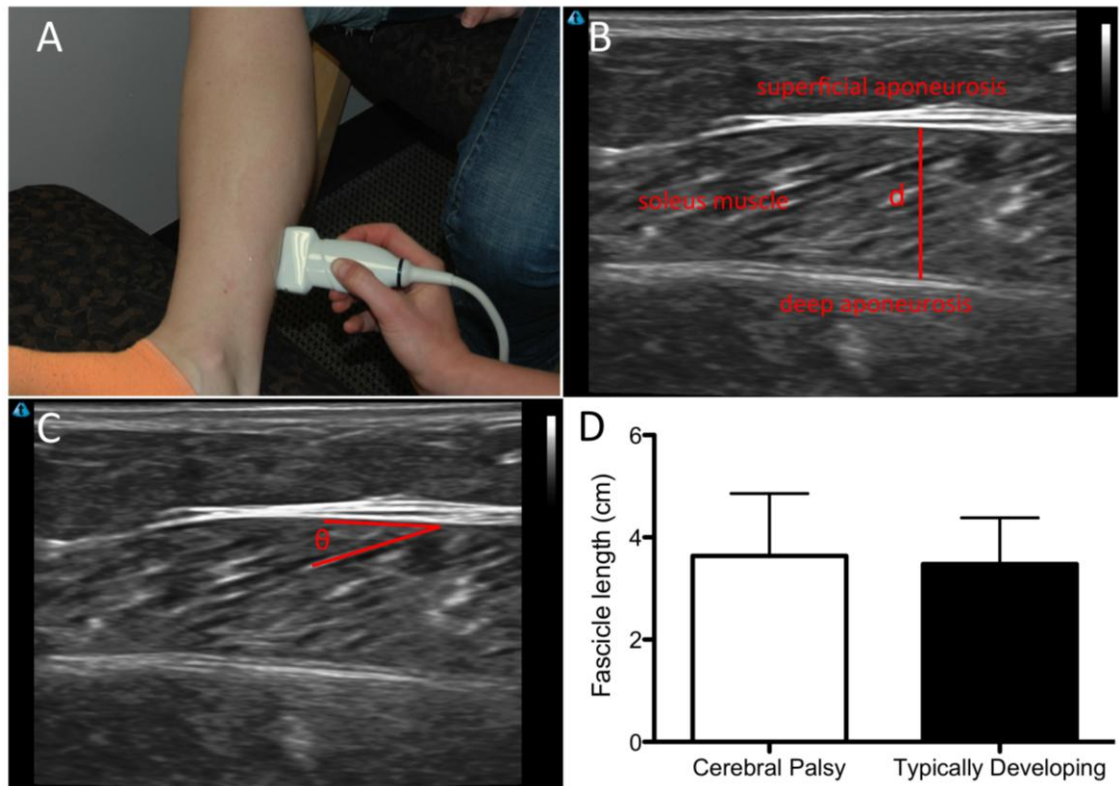 A
B
superficial aponeurosis
soleus muscle
d
deep aponeurosis
C
θ
D
Fascicle length (cm)
6
4
2
0
Cerebral Palsy
Typically Developing